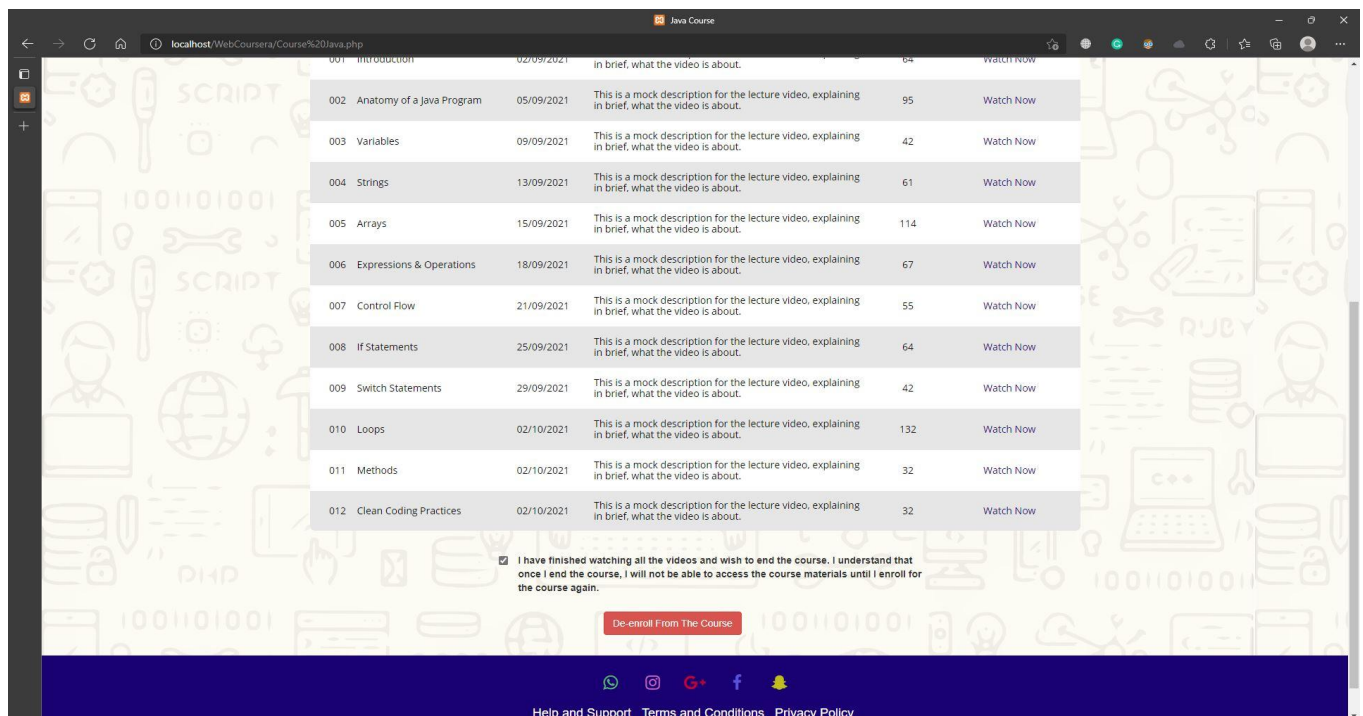 Java Course
localhost/WebCoursera/Course%20Java.php
001 Introduction 02/09/2021 in brief, what the video is about. 64 Watch Now
002 Anatomy of a Java Program 05/09/2021 This is a mock description for the lecture video, explaining
in brief, what the video is about. 95 Watch Now
003 Variables 09/09/2021 This is a mock description for the lecture video, explaining
in brief, what the video is about. 42 Watch Now
004 Strings 13/09/2021 This is a mock description for the lecture video, explaining
in brief, what the video is about. 61 Watch Now
005 Arrays 15/09/2021 This is a mock description for the lecture video, explaining
in brief, what the video is about. 114 Watch Now
006 Expressions & Operations 18/09/2021 This is a mock description for the lecture video, explaining
in brief, what the video is about. 67 Watch Now
007 Control Flow 21/09/2021 This is a mock description for the lecture video, explaining
in brief, what the video is about. 55 Watch Now
008 If Statements 25/09/2021 This is a mock description for the lecture video, explaining
in brief, what the video is about. 64 Watch Now
009 Switch Statements 29/09/2021 This is a mock description for the lecture video, explaining
in brief, what the video is about. 42 Watch Now
010 Loops 02/10/2021 This is a mock description for the lecture video, explaining
in brief, what the video is about. 132 Watch Now
011 Methods 02/10/2021 This is a mock description for the lecture video, explaining
in brief, what the video is about. 32 Watch Now
012 Clean Coding Practices 02/10/2021 This is a mock description for the lecture video, explaining
in brief, what the video is about. 32 Watch Now
I have finished watching all the videos and wish to end the course. I understand that
once I end the course, I will not be able to access the course materials until I enroll for
the course again.
De-enroll From The Course
Help and Support Terms and Conditions Privacy Policy
SCRIPT
1001101001
SCRIPT
PHP
1001101001
RUBY
C++
1001101001
1001101001